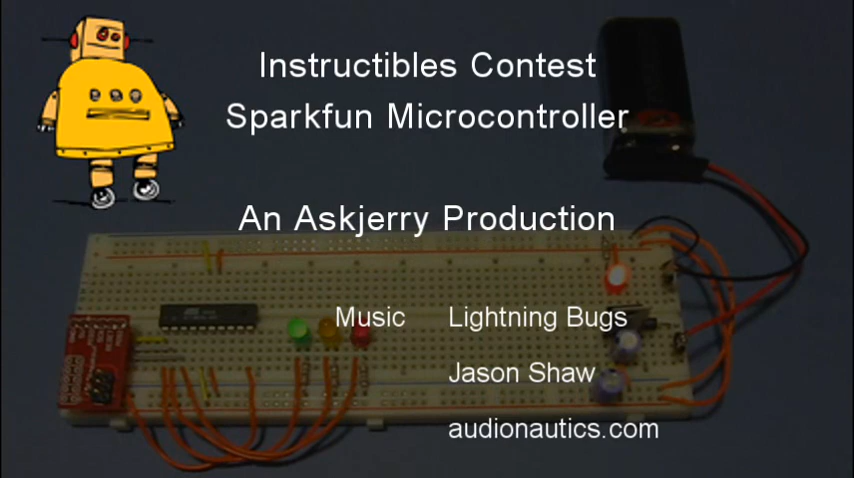 Instructibles Contest
Sparkfun Microcontroller
An Askjerry Production
Music Lightning Bugs
Jason Shaw
audionautics.com